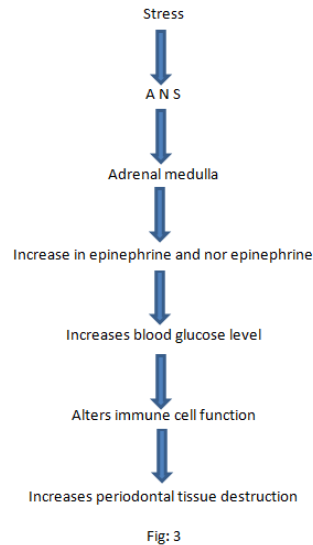 Stress
A N S
Adrenal medulla
Increase in epinephrine and nor epinephrine
Increases blood glucose level
Alters immune cell function
Increases periodontal tissue destruction
Fig: 3